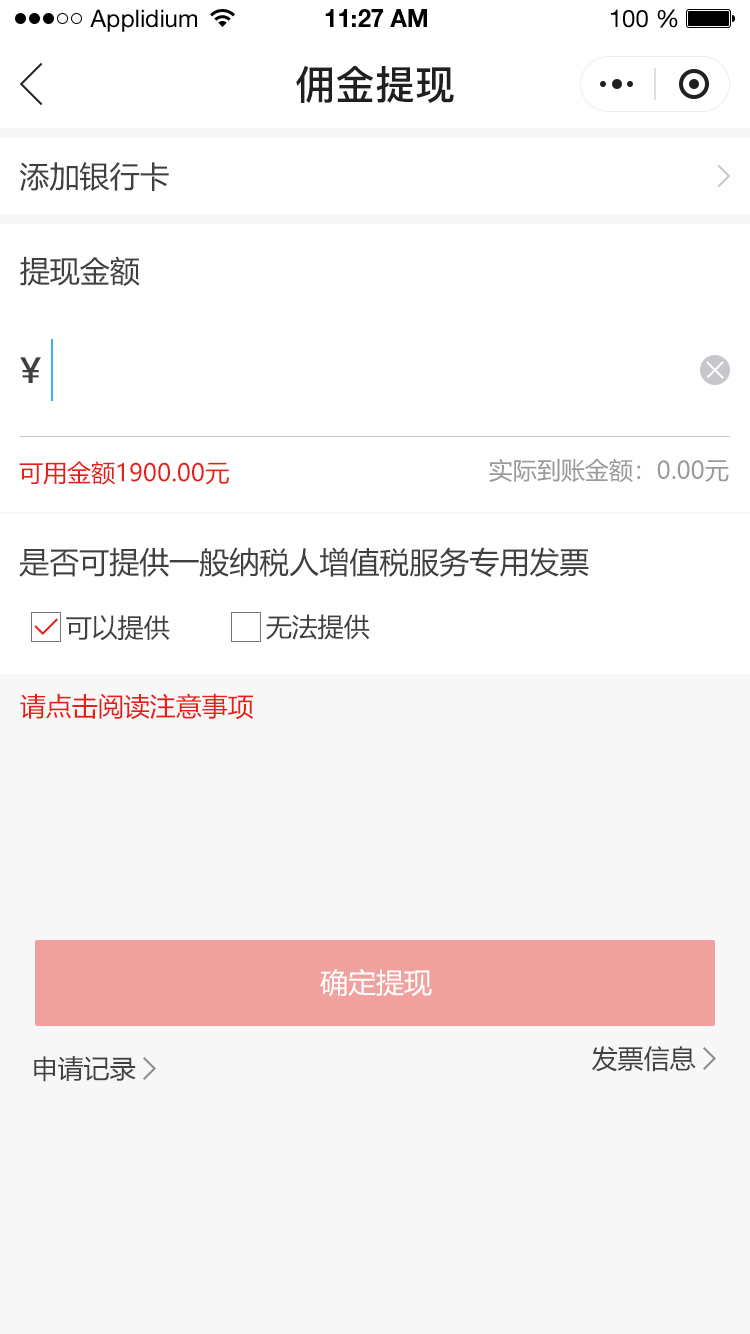 Applidium 11:27 AM 100 %
佣金提现
添加银行卡
提现金额
¥
可用金额1900.00元 实际到账金额：0.00元
是否可提供一般纳税人增值税服务专用发票
可以提供 无法提供
请点击阅读注意事项
确定提现
申请记录 发票信息